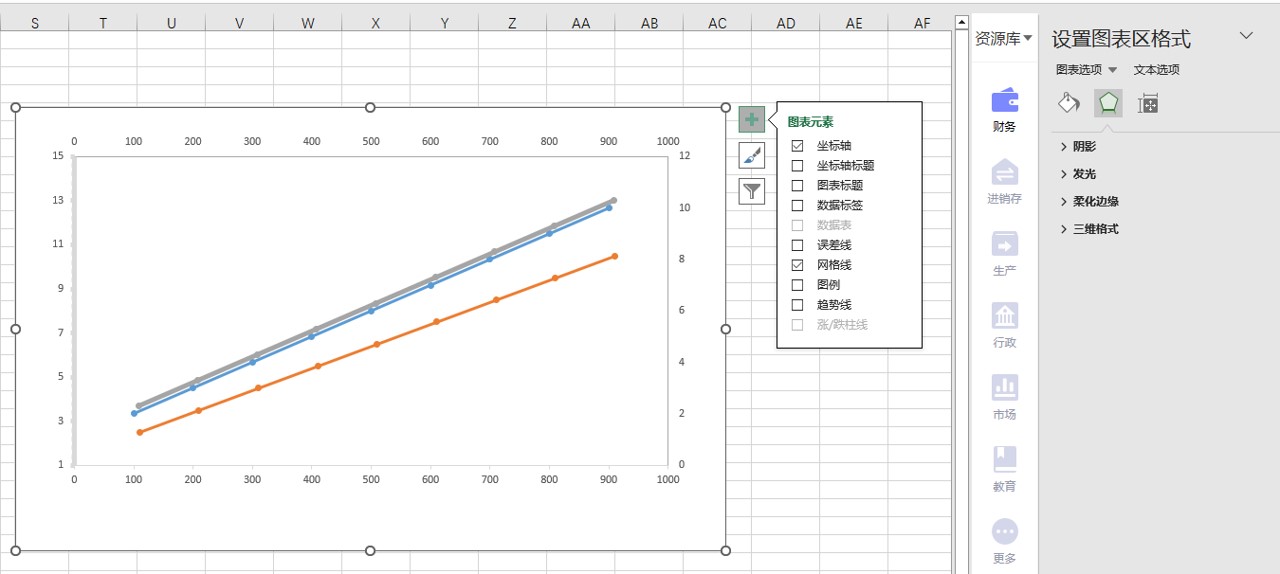 S T U V W X Y Z AA AB AC AD AE AF
资源库
设置图表区格式
图表选项 文本选项
财务
进销存
生产
行政
市场
教育
更多
阴影
发光
柔化边缘
三维格式
图表元素
坐标轴
坐标轴标题
图表标题
数据标签
数据表
误差线
网格线
图例
趋势线
涨/跌柱线
0 100 200 300 400 500 600 700 800 900 1000
15
13
11
9
7
5
3
1
12
10
8
6
4
2
0
0 100 200 300 400 500 600 700 800 900 1000